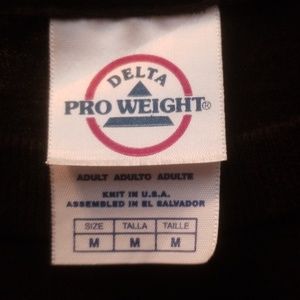 DELTA
PRO WEIGHT®
ADULT ADULTO ADULTE
KNIT IN U.S.A.
ASSEMBLED IN EL SALVADOR
SIZE TALLA TAILLE
M M M